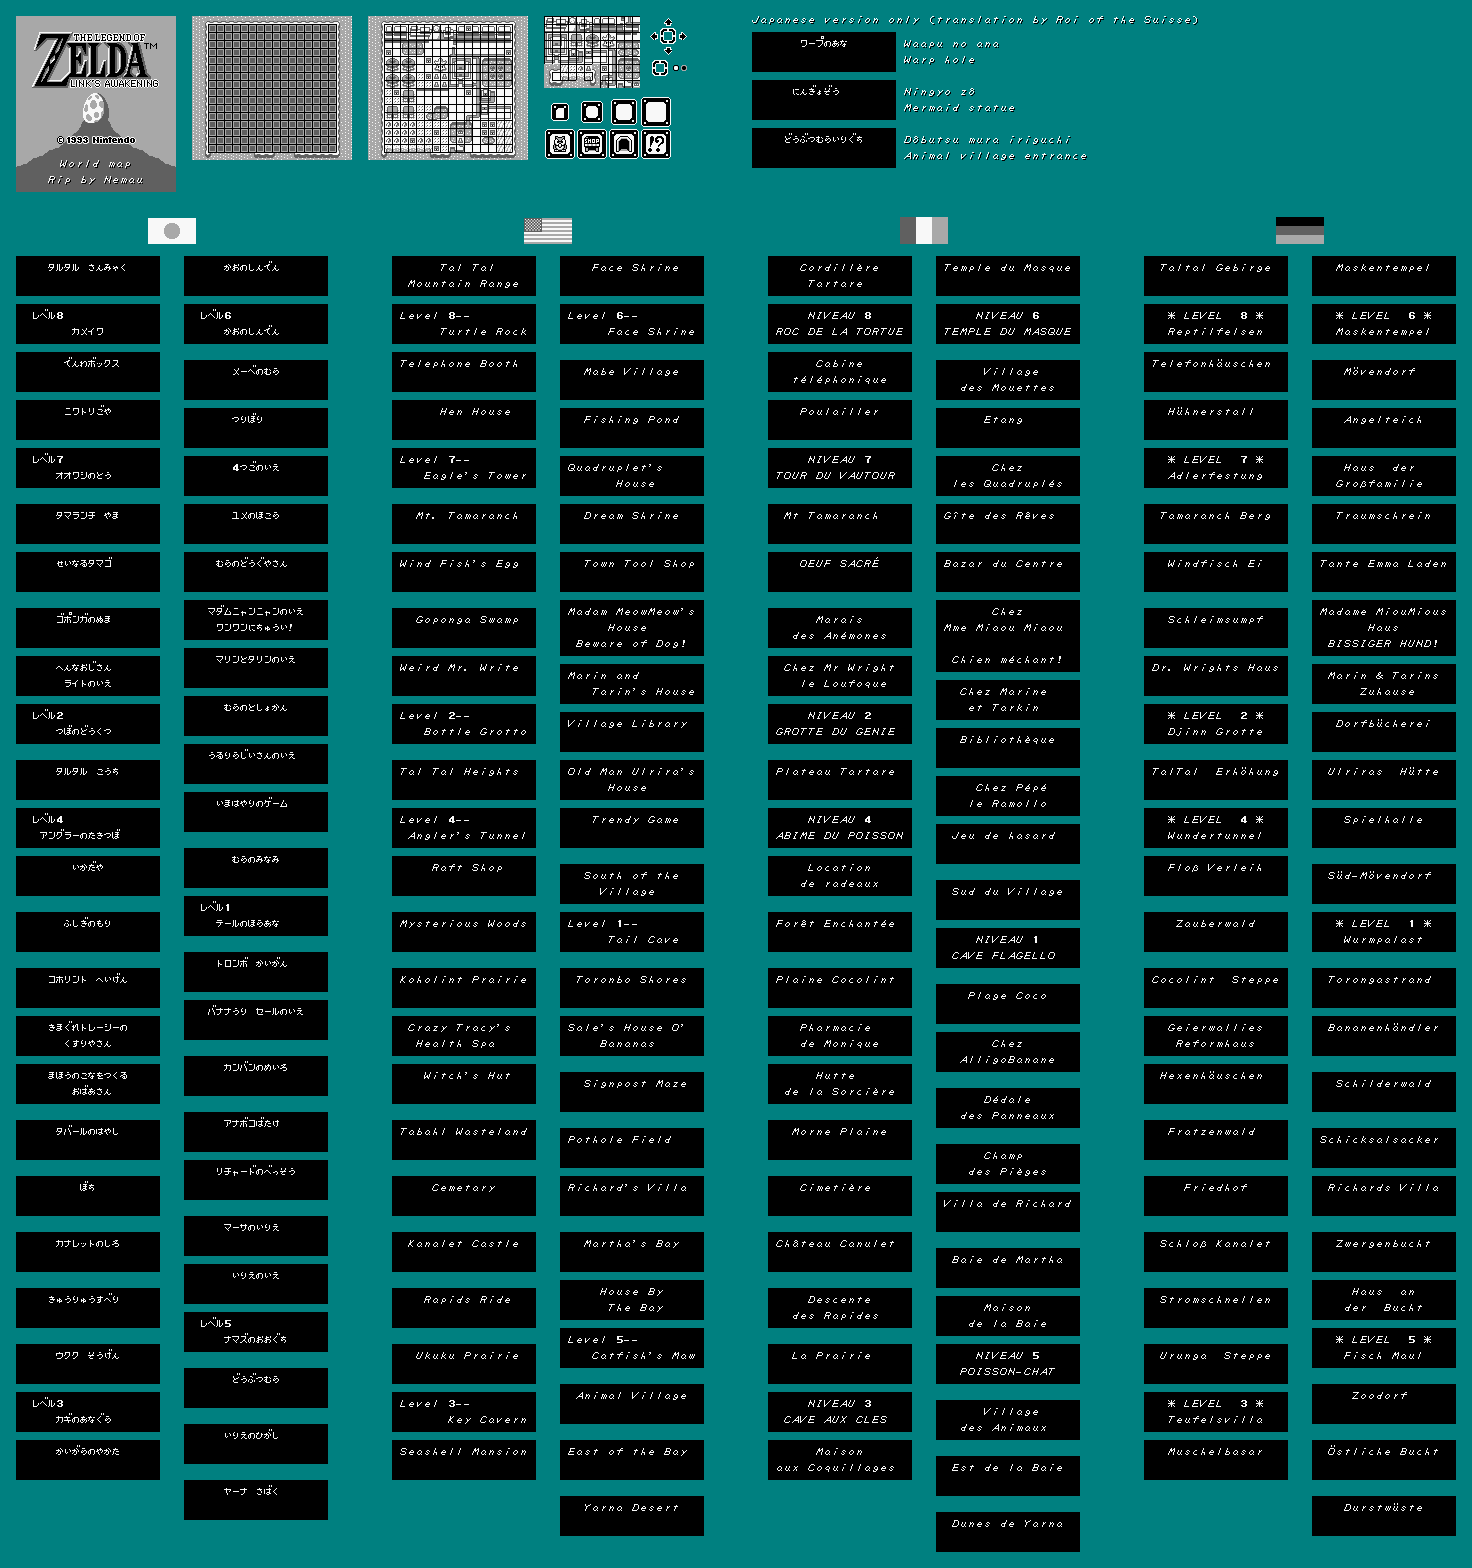 THE LEGEND OF
ZELDA™
LINK'S AWAKENING
© 1993 Nintendo
World map
Rip by Nemau
SHOP
!?
Japanese version only (translation by Roi of the Suisse)
ワープのあな
Waapu no ana
Warp hole
にんぎょぞう
Ningyo zô
Mermaid statue
どうぶつむらいりぐち
Dôbutsu mura iriguchi
Animal village entrance
タルタル さんみゃく
レベル8
カメイワ
でんわボックス
ニワトリごや
レベル7
オオワシのとう
タマランチ やま
せいなるタマゴ
ゴポンガのぬま
へんなおじさん
ライトのいえ
レベル2
つぼのどうくつ
タルタル こうち
レベル4
アングラーのたきつぼ
いかだや
ふしぎのもり
コホリント へいげん
きまぐれトレーシーの
くすりやさん
まほうのこなをつくる
おばあさん
タバールのはやし
ぼち
カナレットのしろ
きゅうりゅうすべり
ウクク そうげん
レベル3
カギのあなぐら
かいがらのやかた
かおのしんでん
レベル6
かおのしんでん
メーベのむら
つりぼり
4つごのいえ
ユメのほこら
むらのどうぐやさん
マダムニャンニャンのいえ
ワンワンにちゅうい!
マリンとタリンのいえ
むらのとしょかん
うるりらじいさんのいえ
いまはやりのゲーム
むらのみなみ
レベル1
テールのほらあな
トロンボ かいがん
バナナうり セールのいえ
カンバンのめいろ
アナボコばたけ
リチャードのべっそう
マーサのいりえ
いりえのいえ
レベル5
ナマズのおおぐち
どうぶつむら
いりえのひがし
ヤーナ さばく
Tal Tal
Mountain Range
Level 8--
Turtle Rock
Telephone Booth
Hen House
Level 7--
Eagle's Tower
Mt. Tamaranch
Wind Fish's Egg
Goponga Swamp
Weird Mr. Write
Level 2--
Bottle Grotto
Tal Tal Heights
Level 4--
Angler's Tunnel
Raft Shop
Mysterious Woods
Koholint Prairie
Crazy Tracy's
Health Spa
Witch's Hut
Tabahl Wasteland
Cemetary
Kanalet Castle
Rapids Ride
Ukuku Prairie
Level 3--
Key Cavern
Seashell Mansion
Face Shrine
Level 6--
Face Shrine
Mabe Village
Fishing Pond
Quadruplet's
House
Dream Shrine
Town Tool Shop
Madam MeowMeow's
House
Beware of Dog!
Marin and
Tarin's House
Village Library
Old Man Ulrira's
House
Trendy Game
South of the
Village
Level 1--
Tail Cave
Toronbo Shores
Sale's House O'
Bananas
Signpost Maze
Pothole Field
Richard's Villa
Martha's Bay
House By
The Bay
Level 5--
Catfish's Maw
Animal Village
East of the Bay
Yarna Desert
Cordillère
Tartare
NIVEAU 8
ROC DE LA TORTUE
Cabine
téléphonique
Poulailler
NIVEAU 7
TOUR DU VAUTOUR
Mt Tamaranch
OEUF SACRÉ
Marais
des Anémones
Chez Mr Wright
le Loufoque
NIVEAU 2
GROTTE DU GENIE
Plateau Tartare
NIVEAU 4
ABIME DU POISSON
Location
de radeaux
Forêt Enchantée
Plaine Cocolint
Pharmacie
de Monique
Hutte
de la Sorcière
Morne Plaine
Cimetière
Château Canulet
Descente
des Rapides
La Prairie
NIVEAU 3
CAVE AUX CLES
Maison
aux Coquillages
Temple du Masque
NIVEAU 6
TEMPLE DU MASQUE
Village
des Mouettes
Etang
Chez
les Quadruplés
Gîte des Rêves
Bazar du Centre
Chez
Mme Miaou Miaou
Chien méchant!
Chez Marine
et Tarkin
Bibliothèque
Chez Pépé
le Ramollo
Jeu de hasard
Sud du Village
NIVEAU 1
CAVE FLAGELLO
Plage Coco
Chez
AlligoBanane
Dédale
des Panneaux
Champ
des Pièges
Villa de Richard
Baie de Martha
Maison
de la Baie
NIVEAU 5
POISSON-CHAT
Village
des Animaux
Est de la Baie
Dunes de Yarna
Taltal Gebirge
* LEVEL 8 *
Reptilfelsen
Telefonhäuschen
Hühnerstall
* LEVEL 7 *
Adlerfestung
Tamaranch Berg
Windfisch Ei
Schleimsumpf
Dr. Wrights Haus
* LEVEL 2 *
Djinn Grotte
TalTal Erhöhung
* LEVEL 4 *
Wundertunnel
Floß Verleih
Zauberwald
Cocolint Steppe
Geierwallies
Reformhaus
Hexenhäuschen
Fratzenwald
Friedhof
Schloß Kanalet
Stromschnellen
Urunga Steppe
* LEVEL 3 *
Teufelsvilla
Muschelbasar
Maskentempel
* LEVEL 6 *
Maskentempel
Mövendorf
Angelteich
Haus der
Großfamilie
Traumschrein
Tante Emma Laden
Madame MiouMious
Haus
BISSIGER HUND!
Marin & Tarins
Zuhause
Dorfbücherei
Ulriras Hütte
Spielhalle
Süd-Mövendorf
* LEVEL 1 *
Wurmpalast
Torongastrand
Bananenhändler
Schilderwald
Schicksalsacker
Richards Villa
Zwergenbucht
Haus an
der Bucht
* LEVEL 5 *
Fisch Maul
Zoodorf
Östliche Bucht
Durstwüste